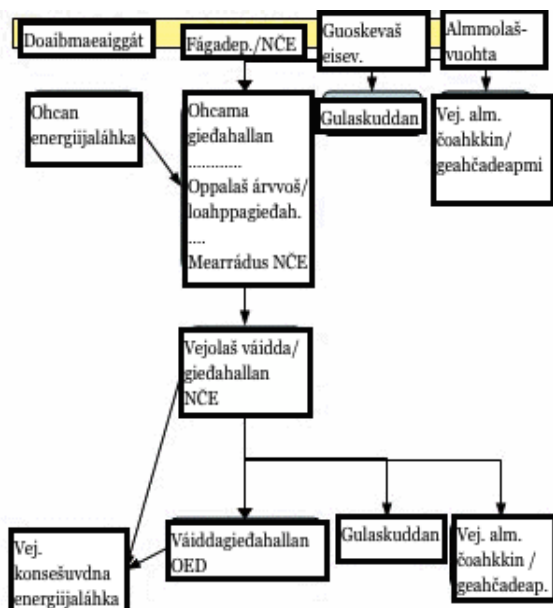 Doaibmaeaiggát
Fágadep./NČE
Guoskevaš
eisev.
Almmolaš-
vuohta
Ohcan
energiijaláhka
Ohcama
gieđahallan
.............
Oppalaš árvvoš/
loahppagieđah.
....
Mearrádus NČE
Gulaskuddan
Vej. alm.
čoahkkin/
geahčadeapmi
Vejolaš váidda/
gieđahallan
NČE
Vej.
konsešuvdna
energiijaláhka
Váiddagieđahallan
OED
Gulaskuddan
Vej. alm.
čoahkkin /
geahčadeap.